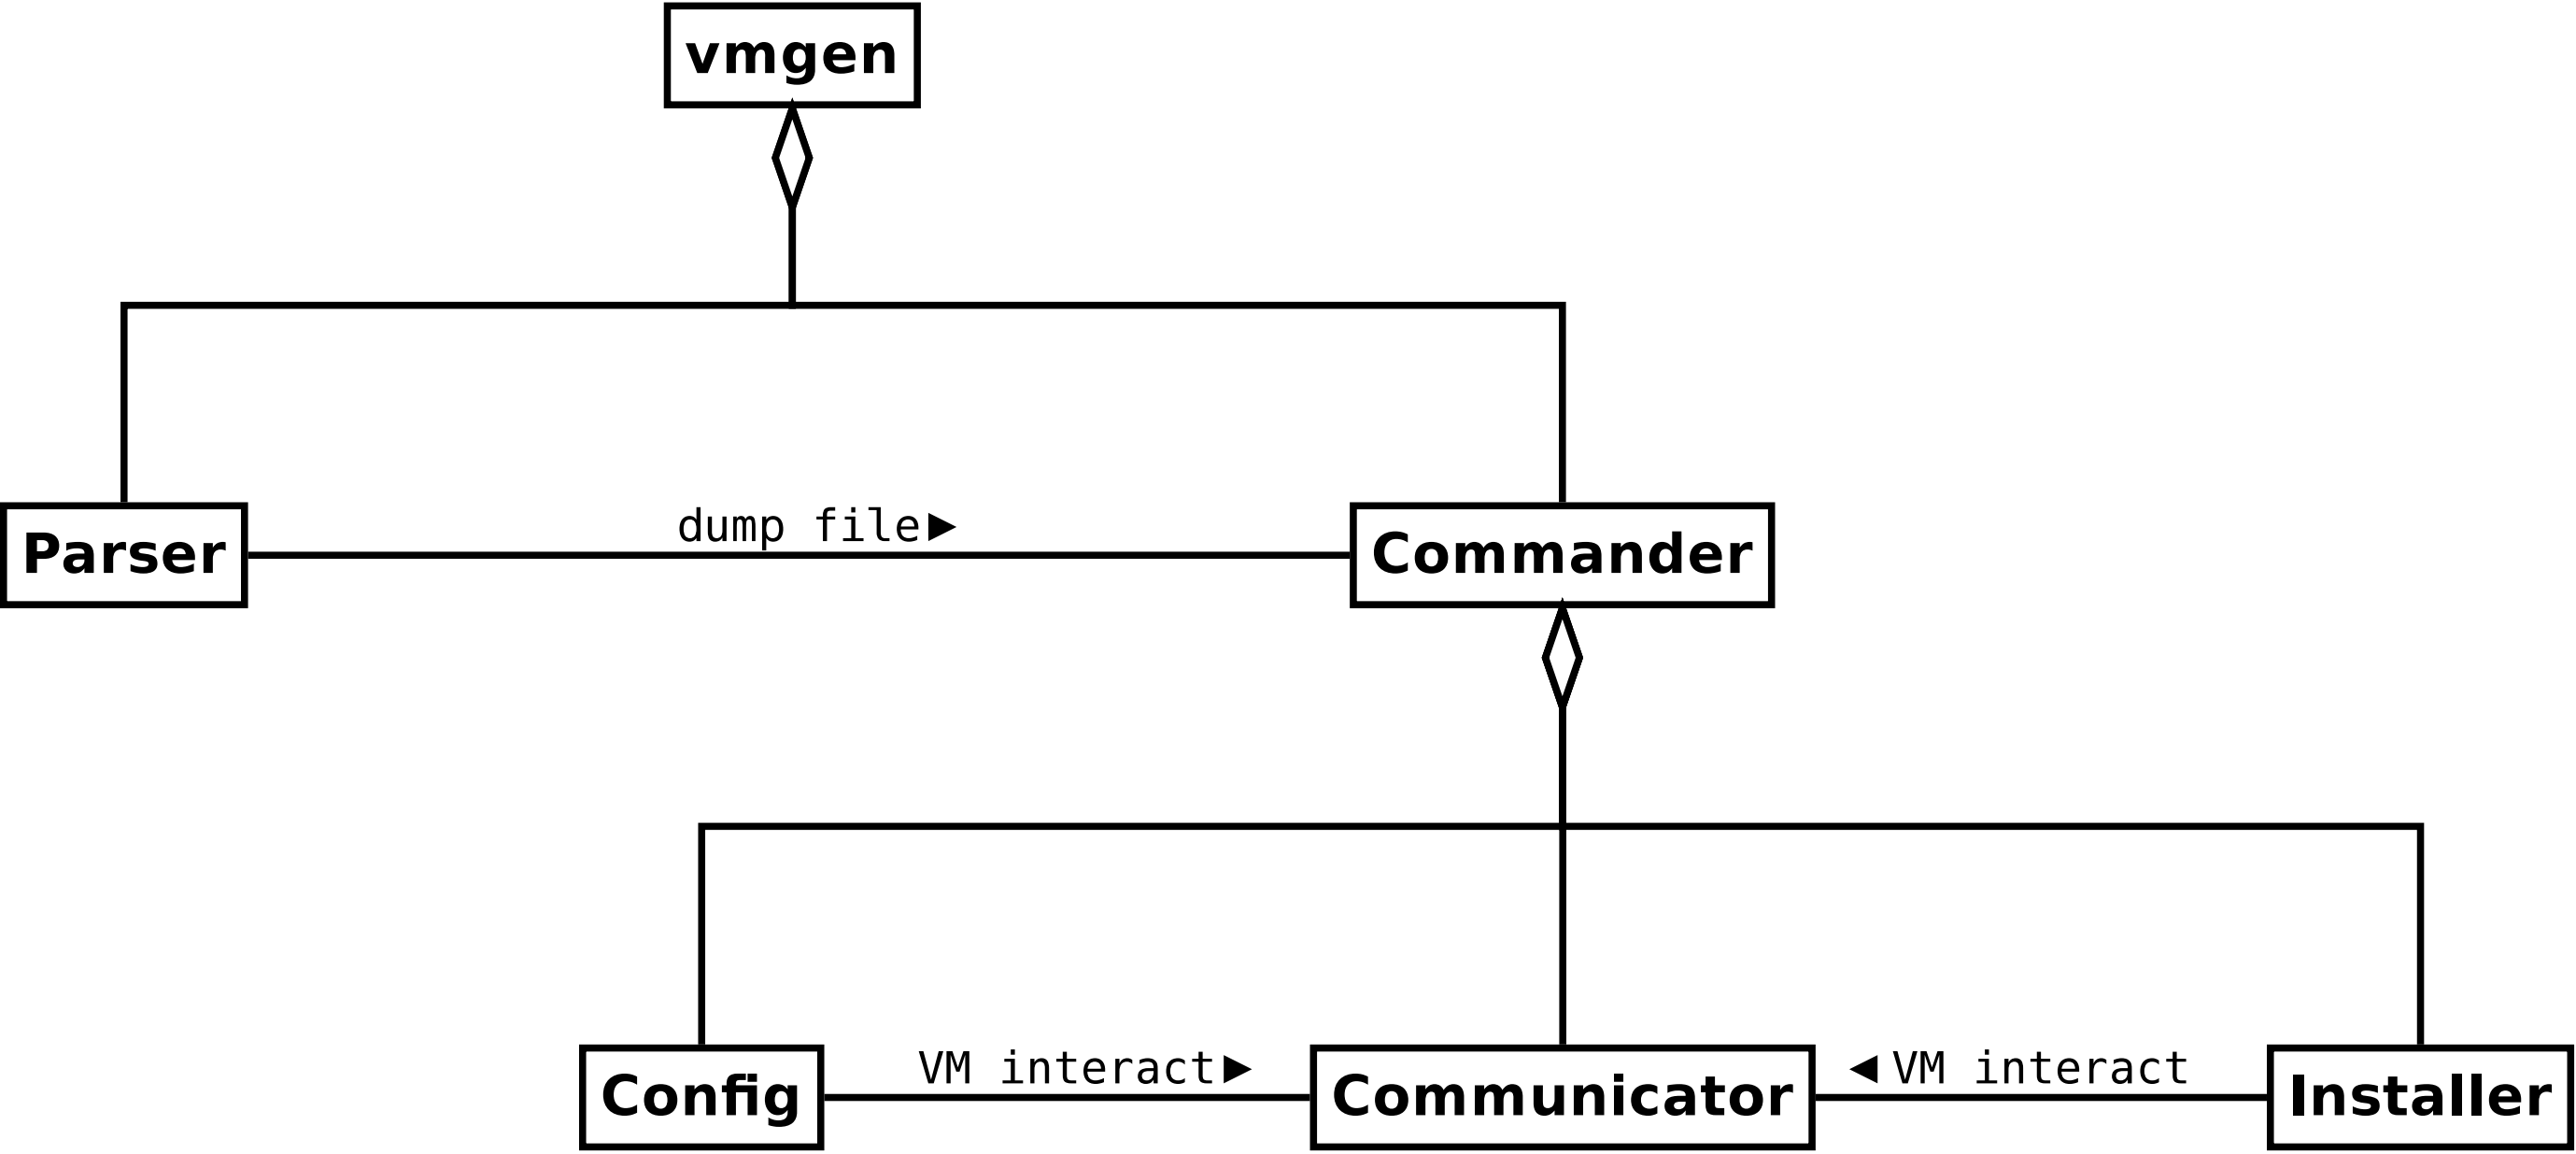 vmgen
dump file
Parser
Commander
VM interact
VM interact
Config
Communicator
Installer